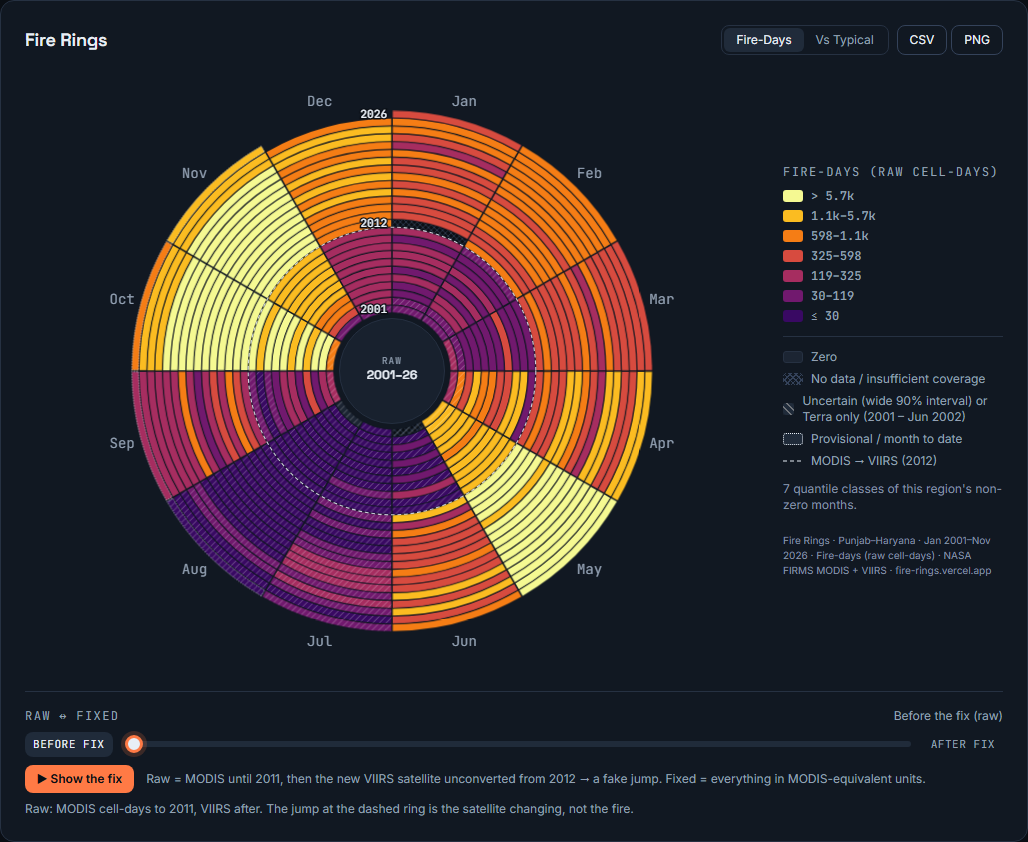 Fire Rings
Fire-Days
Vs Typical
CSV
PNG
Dec
Jan
2026
Nov
Feb
2012
Oct
Mar
2001
RAW
2001–26
Sep
Apr
Aug
May
Jul
Jun
FIRE-DAYS (RAW CELL-DAYS)
> 5.7k
1.1k–5.7k
598–1.1k
325–598
119–325
30–119
≤ 30
Zero
No data / insufficient coverage
Uncertain (wide 90% interval) or
Terra only (2001 – Jun 2002)
Provisional / month to date
MODIS → VIIRS (2012)
7 quantile classes of this region's non-
zero months.
Fire Rings · Punjab–Haryana · Jan 2001–Nov
2026 · Fire-days (raw cell-days) · NASA
FIRMS MODIS + VIIRS · fire-rings.vercel.app
RAW ⇔ FIXED
Before the fix (raw)
BEFORE FIX
AFTER FIX
▶ Show the fix
Raw = MODIS until 2011, then the new VIIRS satellite unconverted from 2012 → a fake jump. Fixed = everything in MODIS-equivalent units.
Raw: MODIS cell-days to 2011, VIIRS after. The jump at the dashed ring is the satellite changing, not the fire.